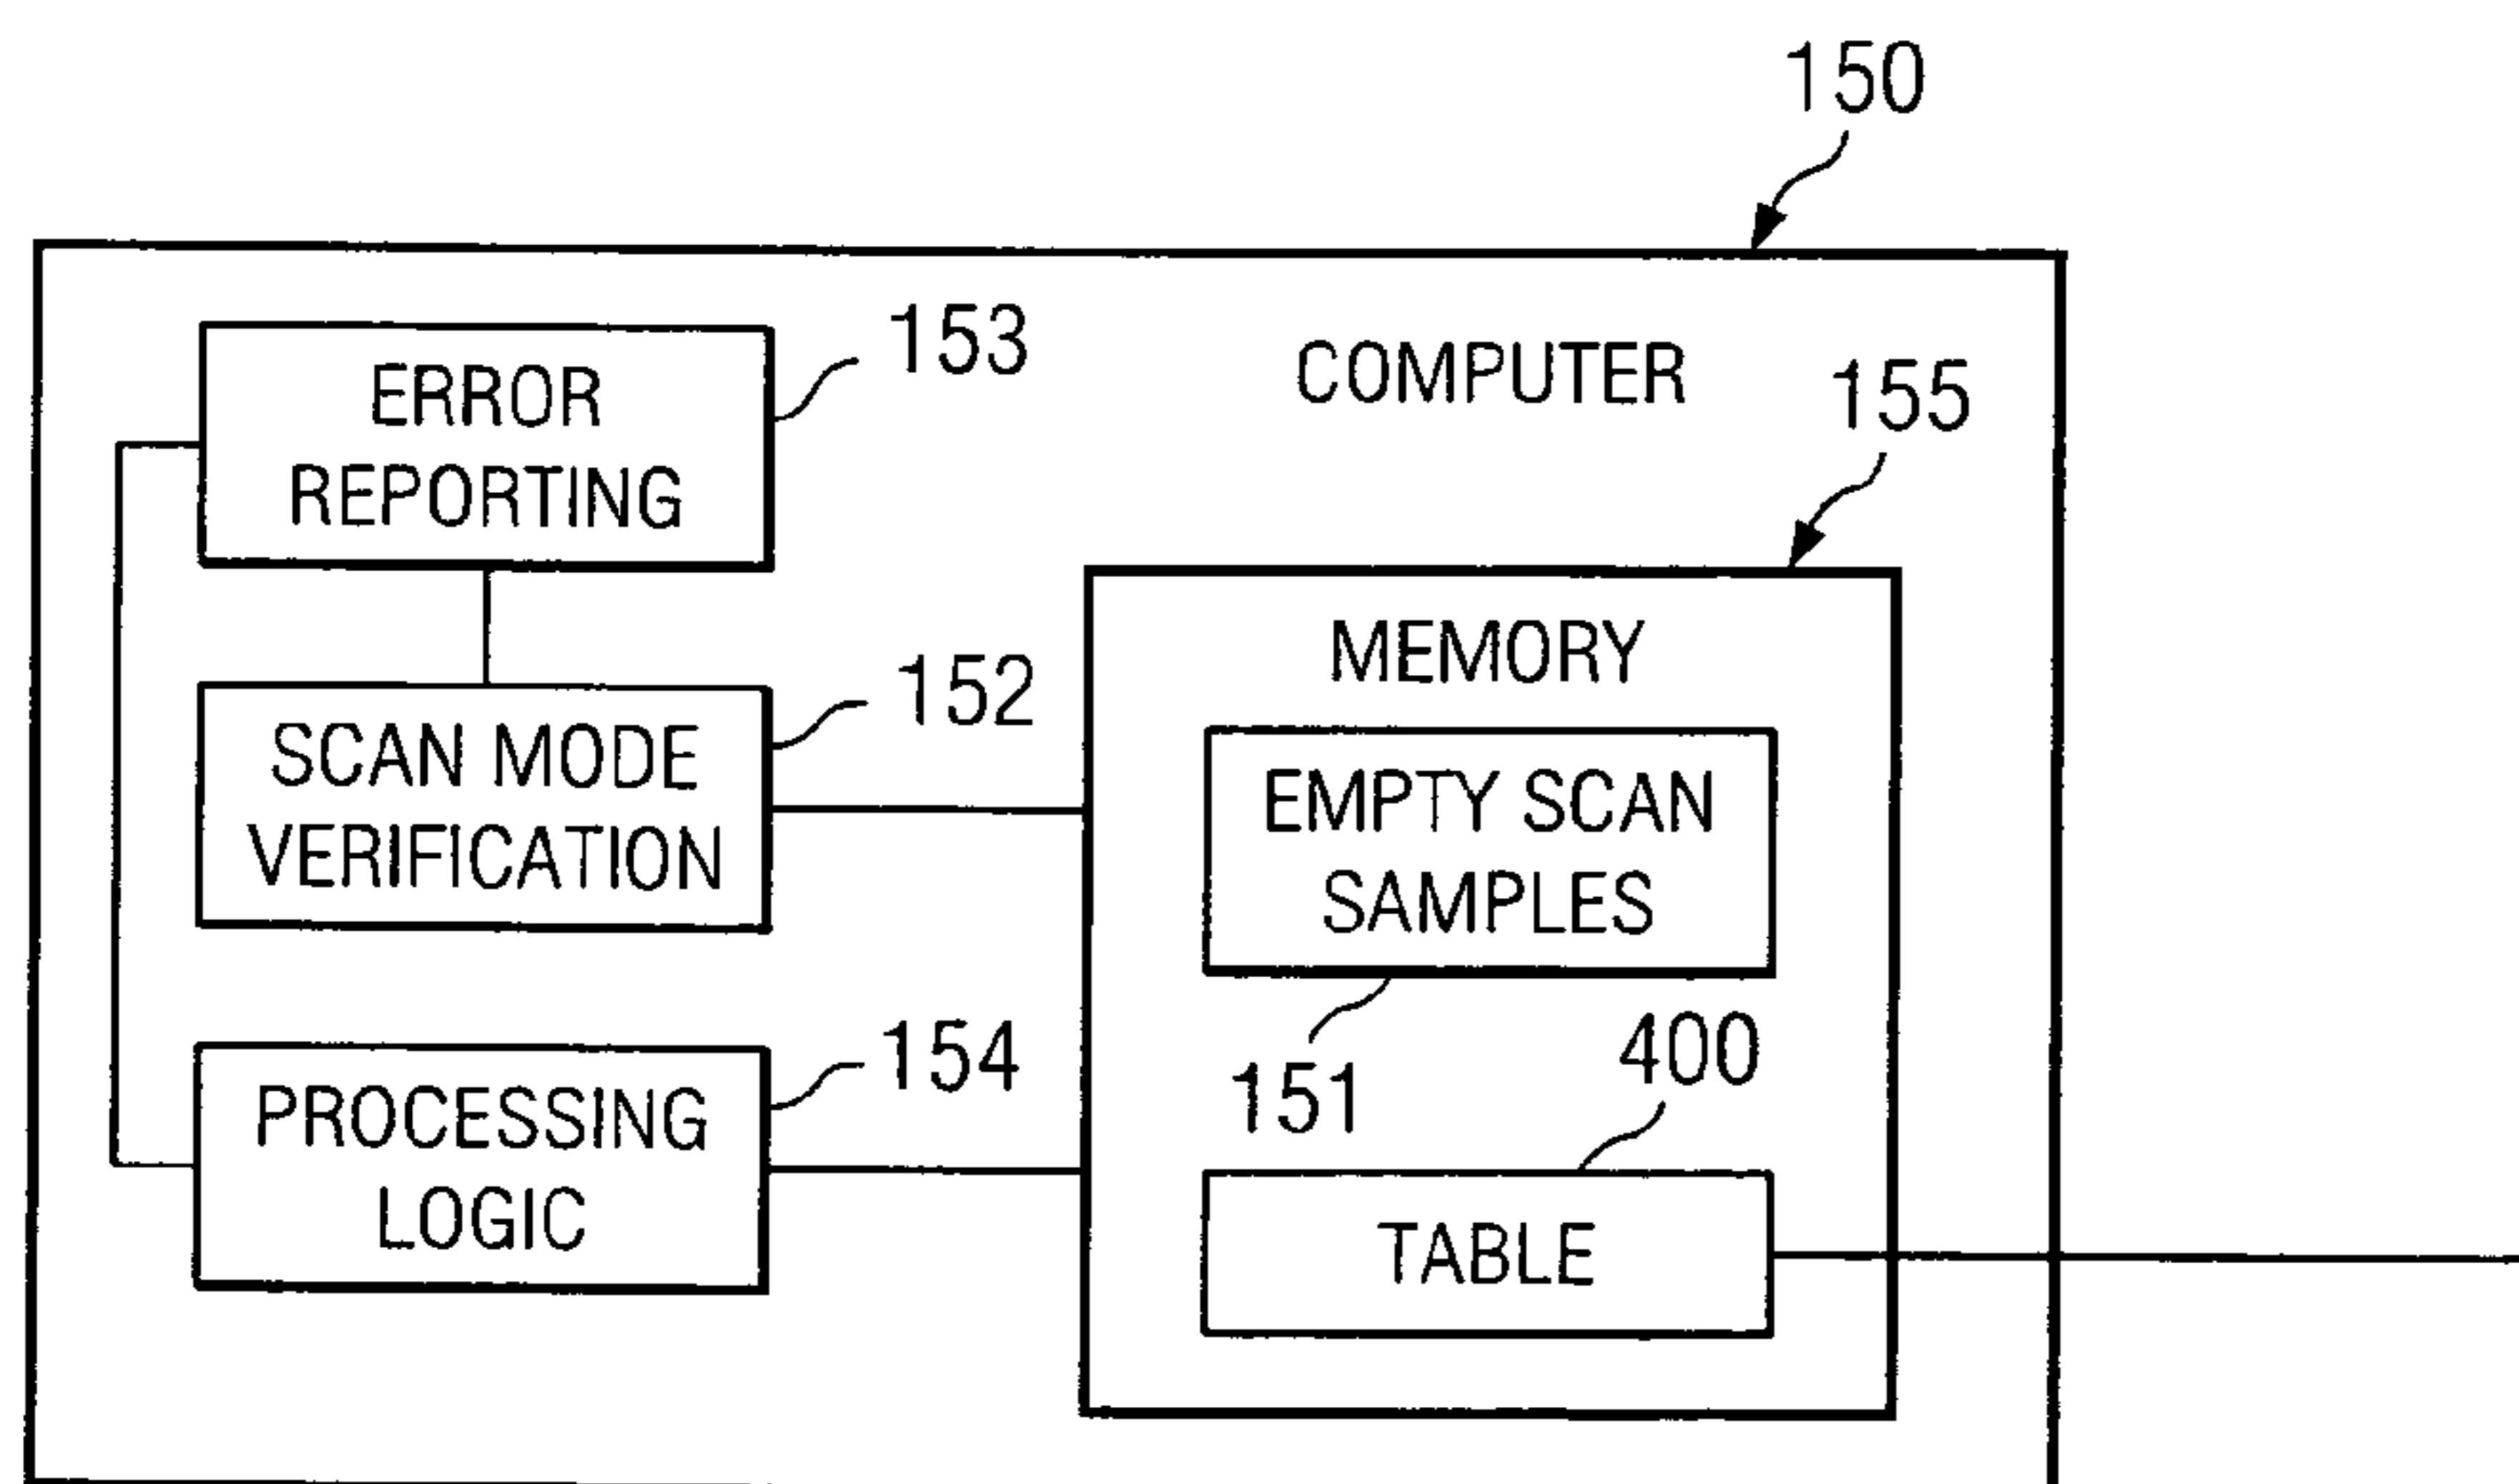 150
153
ERROR
REPORTING
COMPUTER
155
152
SCAN MODE
VERIFICATION
MEMORY
EMPTY SCAN
SAMPLES
151
154
PROCESSING
LOGIC
400
TABLE